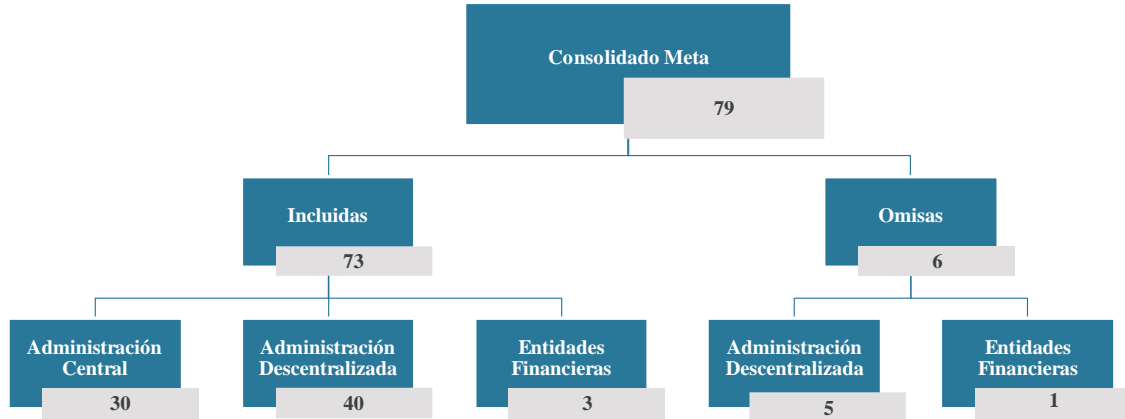 Consolidado Meta
79
Incluidas
73
Omisas
6
Administración
Central
30
Administración
Descentralizada
40
Entidades
Financieras
3
Administración
Descentralizada
5
Entidades
Financieras
1